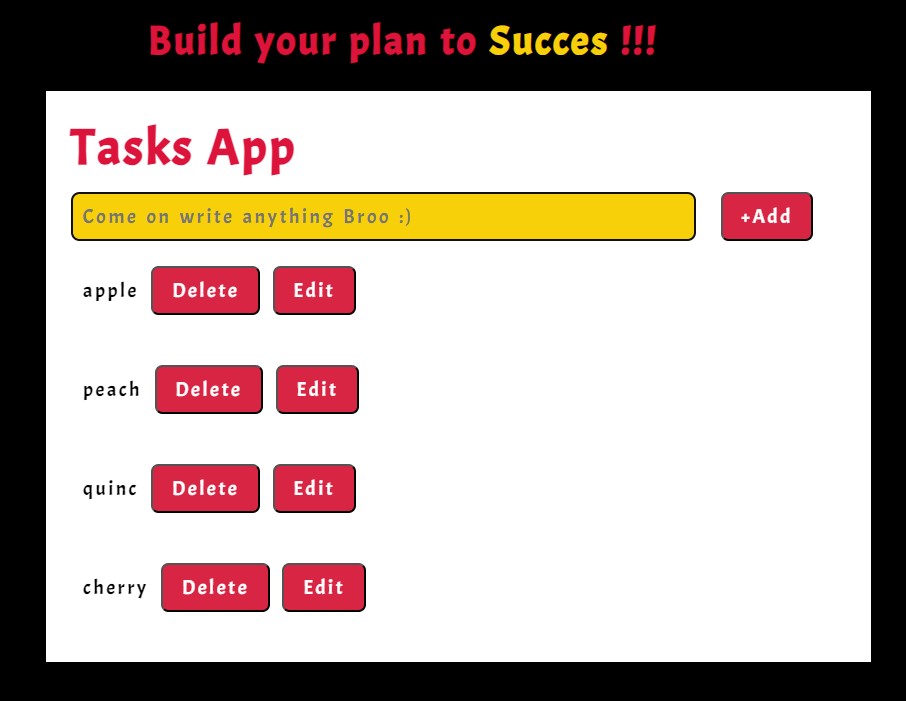 Build your plan to Succes !!!
Tasks App
Come on write anything Broo :) +Add
apple Delete Edit
peach Delete Edit
quinc Delete Edit
cherry Delete Edit